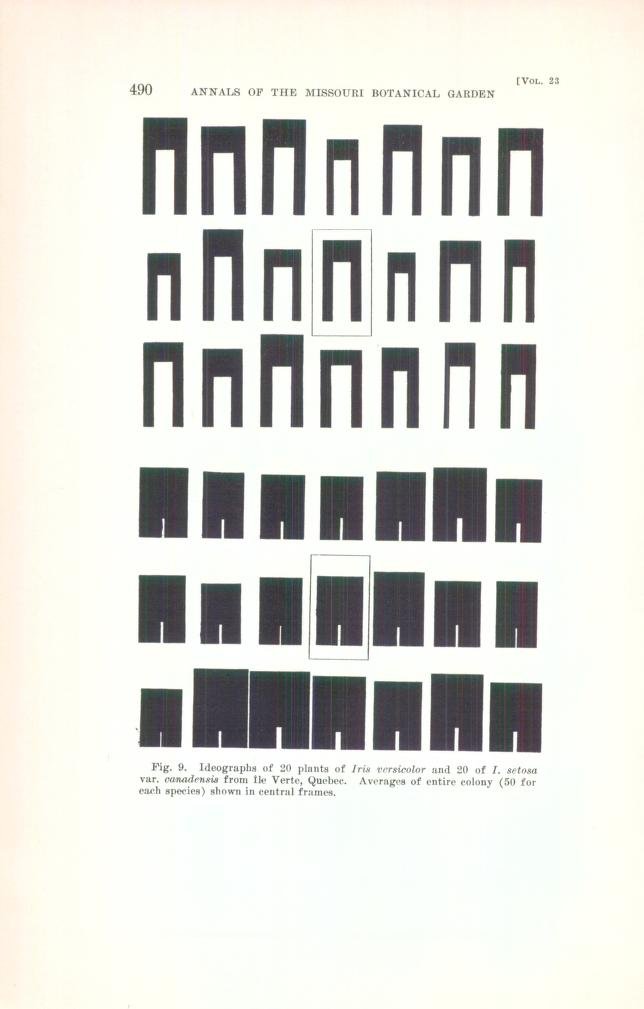 [VOL. 23
490 ANNALS OF THE MISSOURI BOTANICAL GARDEN
Fig. 9. Ideographs of 20 plants of Iris versicolor and 20 of I. setosa
var. canadensis from Île Verte, Quebec. Averages of entire colony (50 for
each species) shown in central frames.